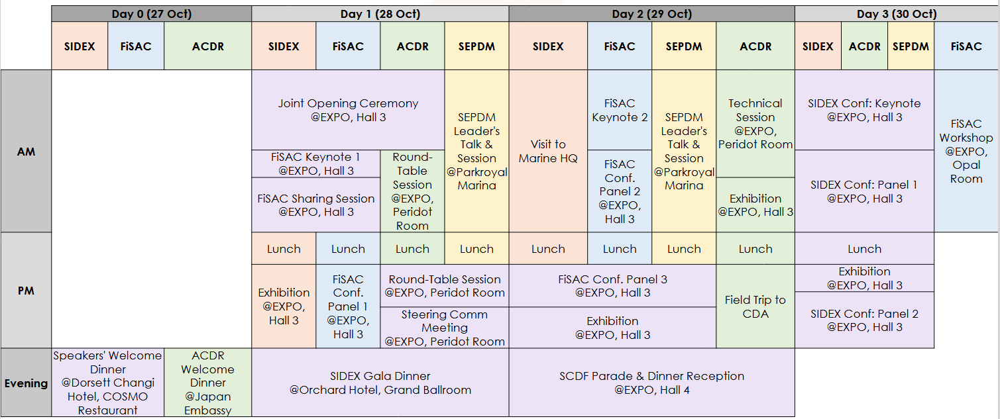 Day 0 (27 Oct)
Day 1 (28 Oct)
Day 2 (29 Oct)
Day 3 (30 Oct)
SIDEX
FiSAC
ACDR
SIDEX
FiSAC
ACDR
SEPDM
SIDEX
FiSAC
SEPDM
ACDR
SIDEX
ACDR
SEPDM
FiSAC
AM
Joint Opening Ceremony
@EXPO, Hall 3
FiSAC Keynote 1
@EXPO, Hall 3
FiSAC Sharing Session
@EXPO, Hall 3
Round-
Table
Session
@EXPO,
Peridot
Room
SEPDM
Leader's
Talk &
Session
@Parkroyal
Marina
Visit to
Marine HQ
FiSAC
Keynote 2
FiSAC
Conf.
Panel 2
@EXPO,
Hall 3
SEPDM
Leader's
Talk &
Session
@Parkroyal
Marina
Technical
Session
@EXPO,
Peridot Room
Exhibition
@EXPO, Hall 3
SIDEX Conf: Keynote
@EXPO, Hall 3
SIDEX Conf: Panel 1
@EXPO, Hall 3
FiSAC
Workshop
@EXPO,
Opal
Room
PM
Lunch
Lunch
Lunch
Lunch
Lunch
Lunch
Lunch
Lunch
Lunch
Exhibition
@EXPO,
Hall 3
FiSAC
Conf.
Panel 1
@EXPO,
Hall 3
Round-Table Session
@EXPO, Peridot Room
Steering Comm
Meeting
@EXPO, Peridot Room
FiSAC Conf. Panel 3
@EXPO, Hall 3
Exhibition
@EXPO, Hall 3
Field Trip to
CDA
Exhibition
@EXPO, Hall 3
SIDEX Conf: Panel 2
@EXPO, Hall 3
Evening
Speakers' Welcome
Dinner
@Dorsett Changi
Hotel, COSMO
Restaurant
ACDR
Welcome
Dinner
@Japan
Embassy
SIDEX Gala Dinner
@Orchard Hotel, Grand Ballroom
SCDF Parade & Dinner Reception
@EXPO, Hall 4